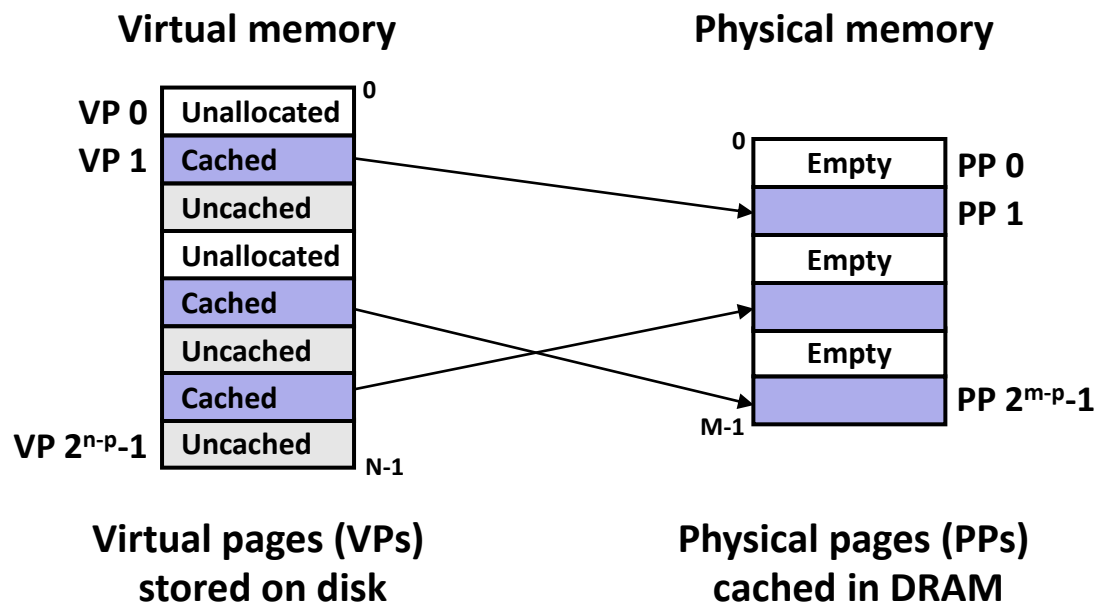 Virtual memory
Physical memory
0
VP 0 Unallocated
VP 1 Cached
Uncached
Unallocated
Cached
Uncached
Cached
VP 2ⁿ⁻ᵖ-1 Uncached
N-1
0
Empty PP 0
PP 1
Empty
Empty
PP 2ᵐ⁻ᵖ-1
M-1
Virtual pages (VPs)
stored on disk
Physical pages (PPs)
cached in DRAM